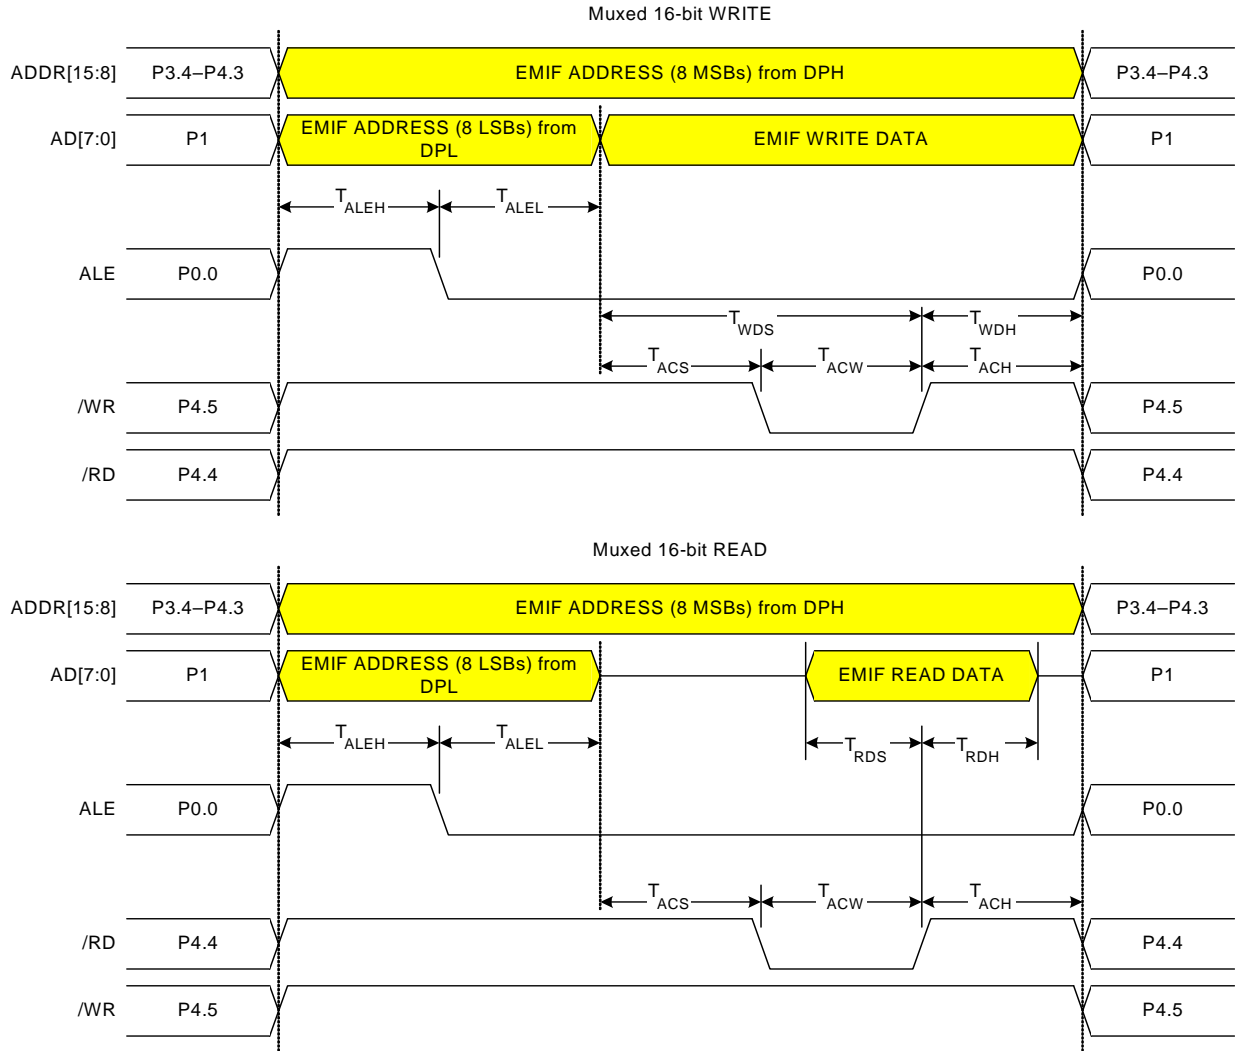 Muxed 16-bit WRITE
ADDR[15:8] P3.4–P4.3 EMIF ADDRESS (8 MSBs) from DPH P3.4–P4.3
AD[7:0] P1 EMIF ADDRESS (8 LSBs) from DPL EMIF WRITE DATA P1
TALEH TALEL
ALE P0.0 P0.0
TWDS TWDH
TACS TACW TACH
/WR P4.5 P4.5
/RD P4.4 P4.4
Muxed 16-bit READ
ADDR[15:8] P3.4–P4.3 EMIF ADDRESS (8 MSBs) from DPH P3.4–P4.3
AD[7:0] P1 EMIF ADDRESS (8 LSBs) from DPL EMIF READ DATA P1
TALEH TALEL TRDS TRDH
ALE P0.0 P0.0
TACS TACW TACH
/RD P4.4 P4.4
/WR P4.5 P4.5